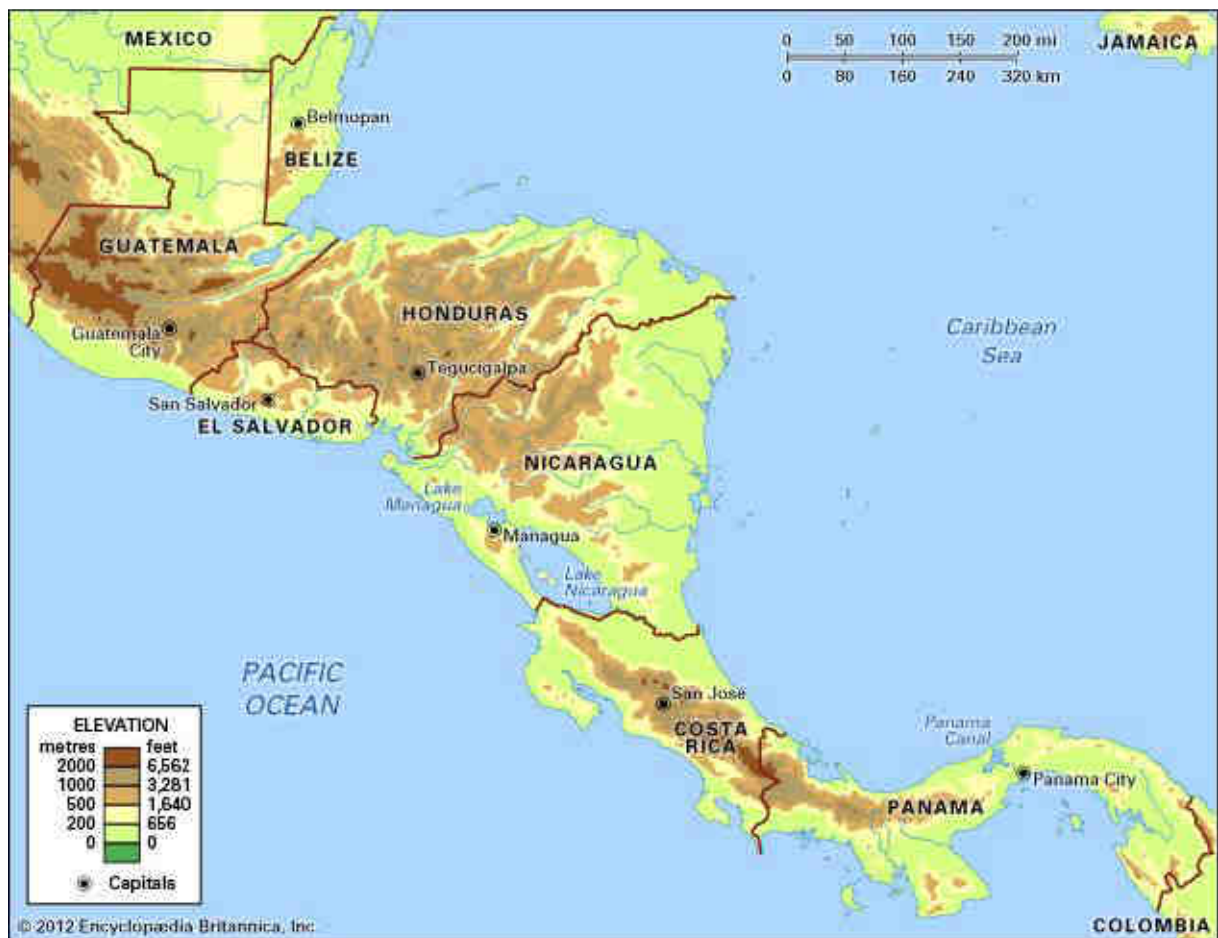 MEXICO
0 50 100 150 200 mi
0 80 160 240 320 km
JAMAICA
Belmopan
BELIZE
GUATEMALA
HONDURAS
Guatemala
City
Caribbean
Sea
Tegucigalpa
San Salvador
EL SALVADOR
NICARAGUA
Lake
Managua
Managua
Lake
Nicaragua
PACIFIC
OCEAN
San José
COSTA
RICA
Panama
Canal
Panama City
PANAMA
ELEVATION
metres feet
2000 6,562
1000 3,281
500 1,640
200 656
0 0
Capitals
© 2012 Encyclopædia Britannica, Inc
COLOMBIA